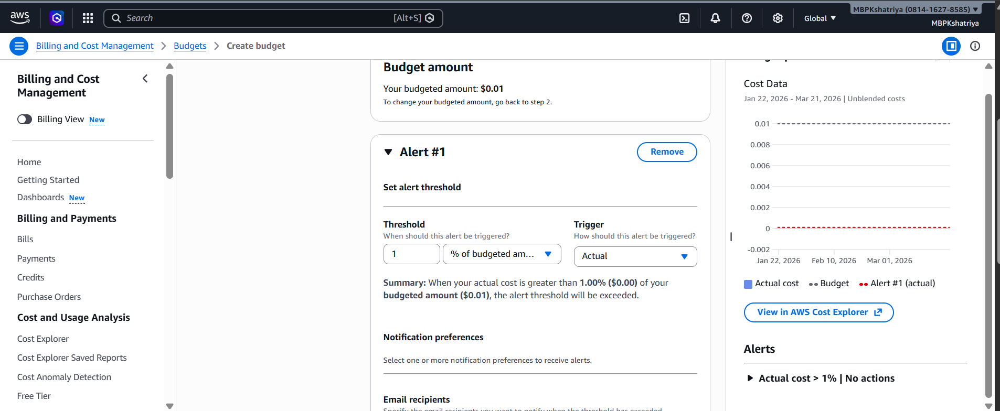 aws
Search
[Alt+S]
Global
MBPKshatriya (0814-1627-8585)
MBPKshatriya
Billing and Cost Management
Budgets
Create budget
Billing and Cost
Management
Billing View New
Home
Getting Started
Dashboards New
Billing and Payments
Bills
Payments
Credits
Purchase Orders
Cost and Usage Analysis
Cost Explorer
Cost Explorer Saved Reports
Cost Anomaly Detection
Free Tier
Budget amount
Your budgeted amount: $0.01
To change your budgeted amount, go back to step 2.
Alert #1
Remove
Set alert threshold
Threshold
When should this alert be triggered?
1
% of budgeted am...
Trigger
How should this alert be triggered?
Actual
Summary: When your actual cost is greater than 1.00% ($0.00) of your
budgeted amount ($0.01), the alert threshold will be exceeded.
Notification preferences
Select one or more notification preferences to receive alerts.
Email recipients
Specify the email recipients you want to notify when the threshold has exceeded.
Cost Data
Jan 22, 2026 - Mar 21, 2026 | Unblended costs
0.01
0.008
0.006
0.004
0.002
0
-0.002
Jan 22, 2026
Feb 10, 2026
Mar 01, 2026
Actual cost
Budget
Alert #1 (actual)
View in AWS Cost Explorer
Alerts
Actual cost > 1% | No actions